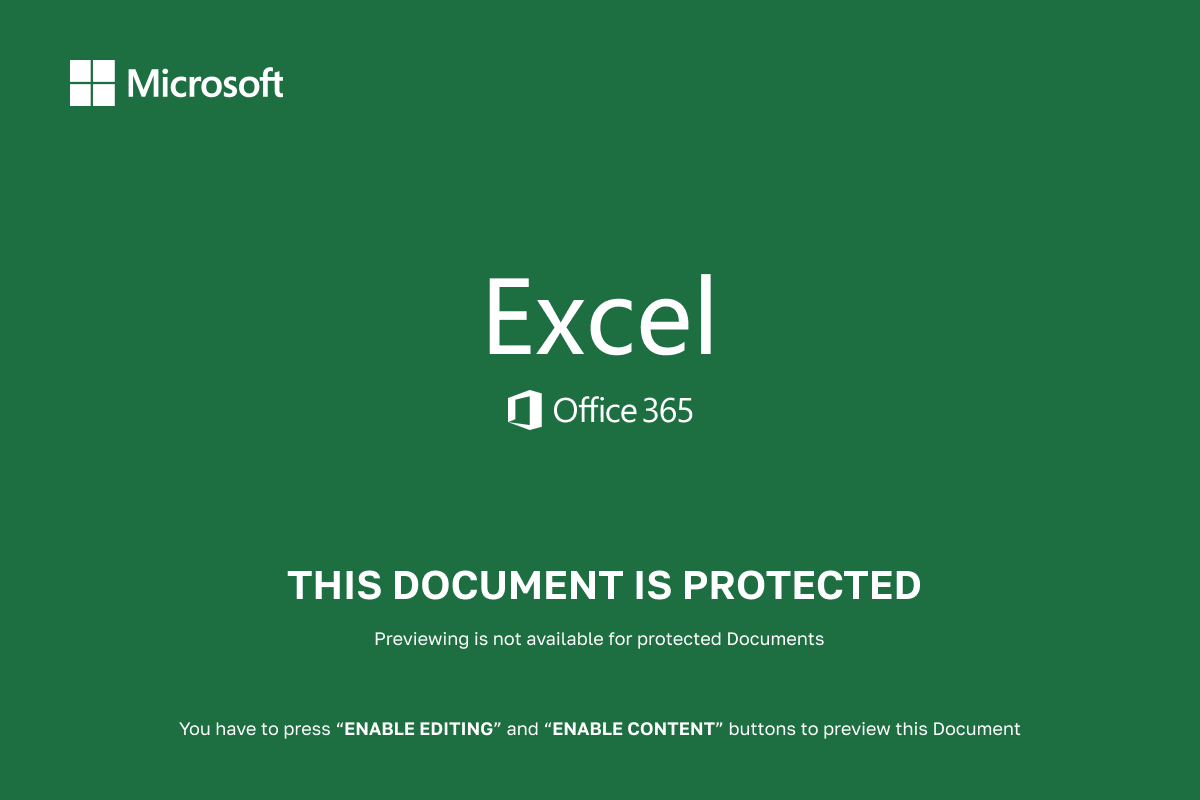 Microsoft
Excel
Office 365
THIS DOCUMENT IS PROTECTED
Previewing is not available for protected Documents
You have to press “ENABLE EDITING” and “ENABLE CONTENT” buttons to preview this Document